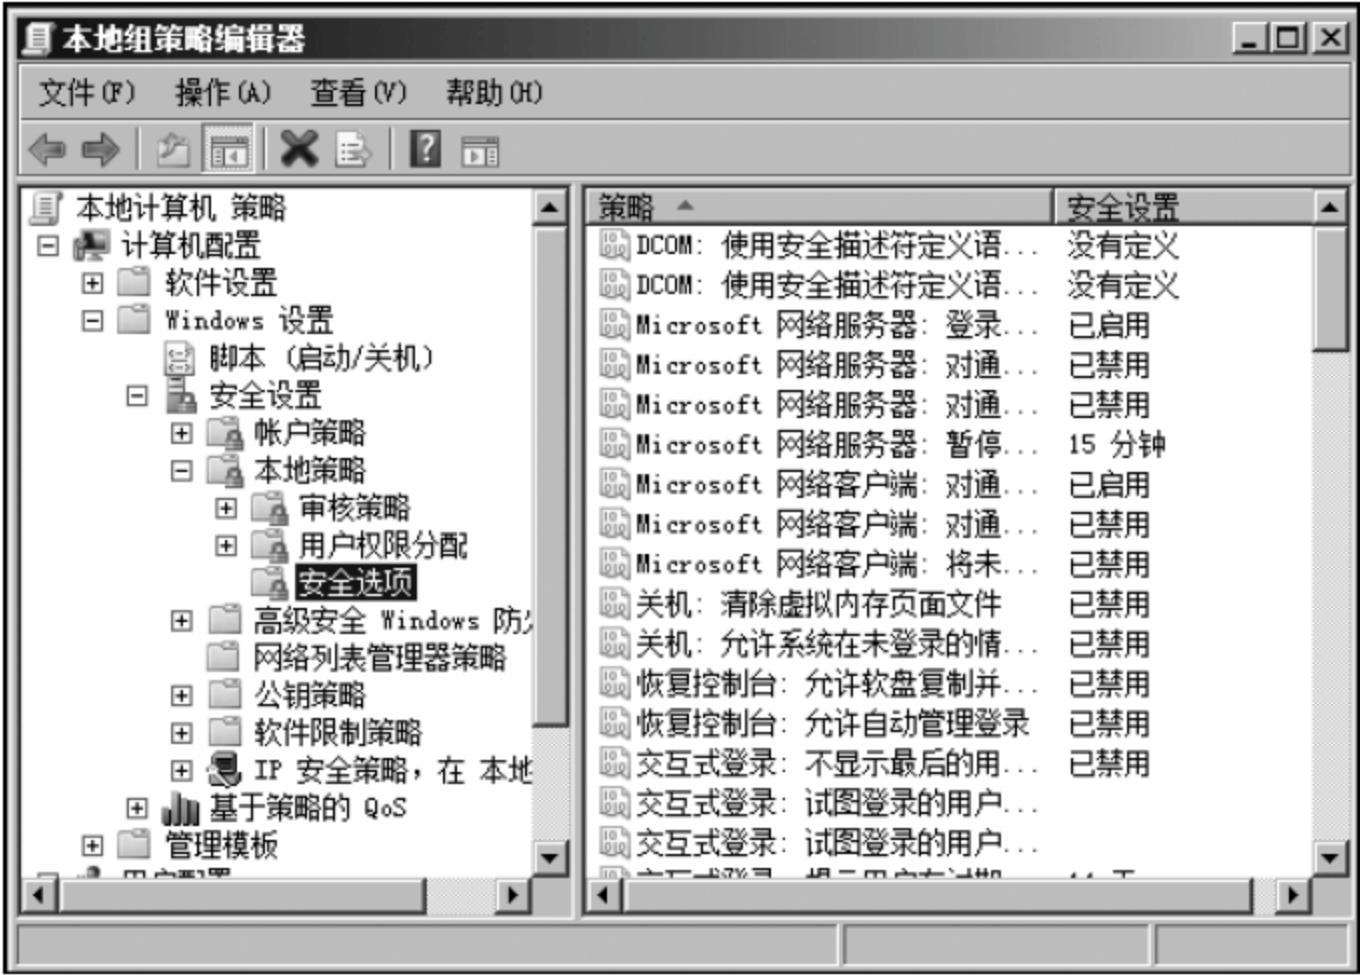 本地组策略编辑器
文件(F) 操作(A) 查看(V) 帮助(H)
本地计算机 策略
计算机配置
软件设置
Windows 设置
脚本 (启动/关机)
安全设置
帐户策略
本地策略
审核策略
用户权限分配
安全选项
高级安全 Windows 防
网络列表管理器策略
公钥策略
软件限制策略
IP 安全策略，在 本地
基于策略的 QoS
管理模板
用户配置
策略 安全设置
DCOM: 使用安全描述符定义语... 没有定义
DCOM: 使用安全描述符定义语... 没有定义
Microsoft 网络服务器: 登录... 已启用
Microsoft 网络服务器: 对通... 已禁用
Microsoft 网络服务器: 对通... 已禁用
Microsoft 网络服务器: 暂停... 15 分钟
Microsoft 网络客户端: 对通... 已启用
Microsoft 网络客户端: 对通... 已禁用
Microsoft 网络客户端: 将未... 已禁用
关机: 清除虚拟内存页面文件 已禁用
关机: 允许系统在未登录的情... 已禁用
恢复控制台: 允许软盘复制并... 已禁用
恢复控制台: 允许自动管理登录 已禁用
交互式登录: 不显示最后的用... 已禁用
交互式登录: 试图登录的用户...
交互式登录: 试图登录的用户...